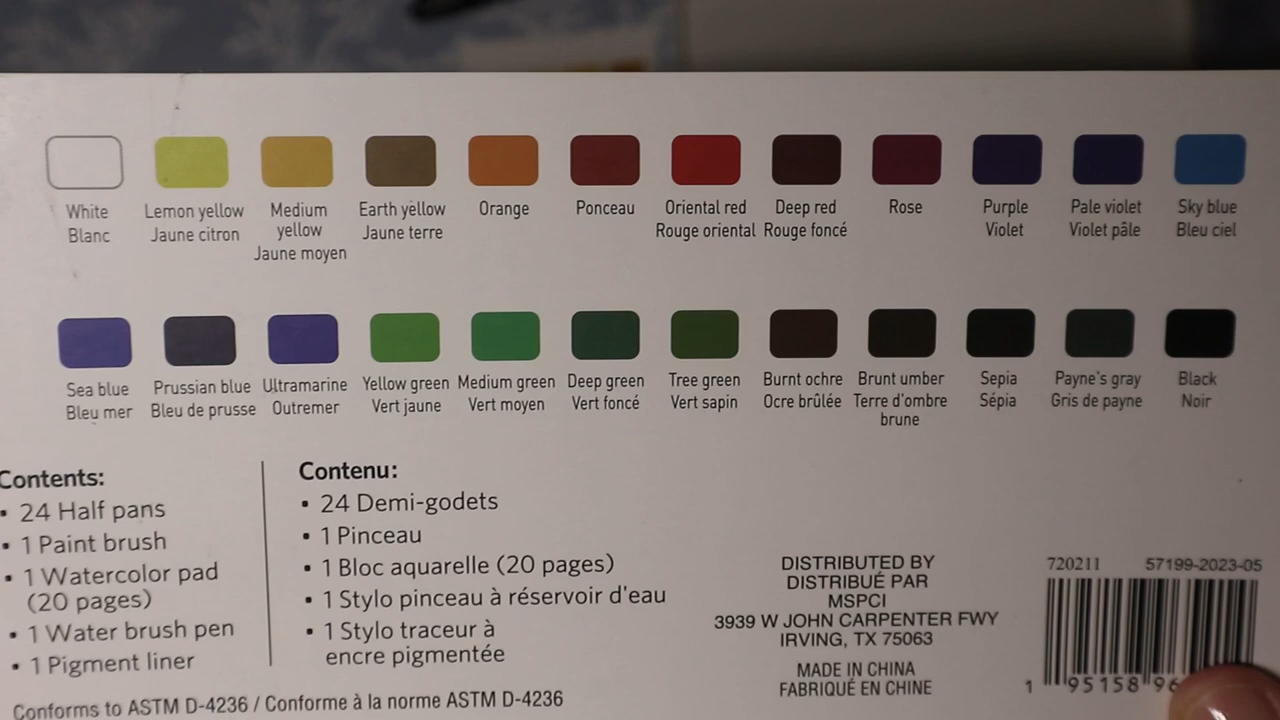 White
Blanc
Lemon yellow
Jaune citron
Medium
yellow
Jaune moyen
Earth yellow
Jaune terre
Orange
Ponceau
Oriental red
Rouge oriental
Deep red
Rouge foncé
Rose
Purple
Violet
Pale violet
Violet pâle
Sky blue
Bleu ciel
Sea blue
Bleu mer
Prussian blue
Bleu de prusse
Ultramarine
Outremer
Yellow green
Vert jaune
Medium green
Vert moyen
Deep green
Vert foncé
Tree green
Vert sapin
Burnt ochre
Ocre brûlée
Brunt umber
Terre d'ombre
brune
Sepia
Sépia
Payne's gray
Gris de payne
Black
Noir
Contents:
• 24 Half pans
• 1 Paint brush
• 1 Watercolor pad
(20 pages)
• 1 Water brush pen
• 1 Pigment liner
Contenu:
• 24 Demi-godets
• 1 Pinceau
• 1 Bloc aquarelle (20 pages)
• 1 Stylo pinceau à réservoir d'eau
• 1 Stylo traceur à
encre pigmentée
Conforms to ASTM D-4236 / Conforme à la norme ASTM D-4236
DISTRIBUTED BY
DISTRIBUÉ PAR
MSPCI
3939 W JOHN CARPENTER FWY
IRVING, TX 75063
MADE IN CHINA
FABRIQUÉ EN CHINE
720211 57199-2023-05
1 95158 96